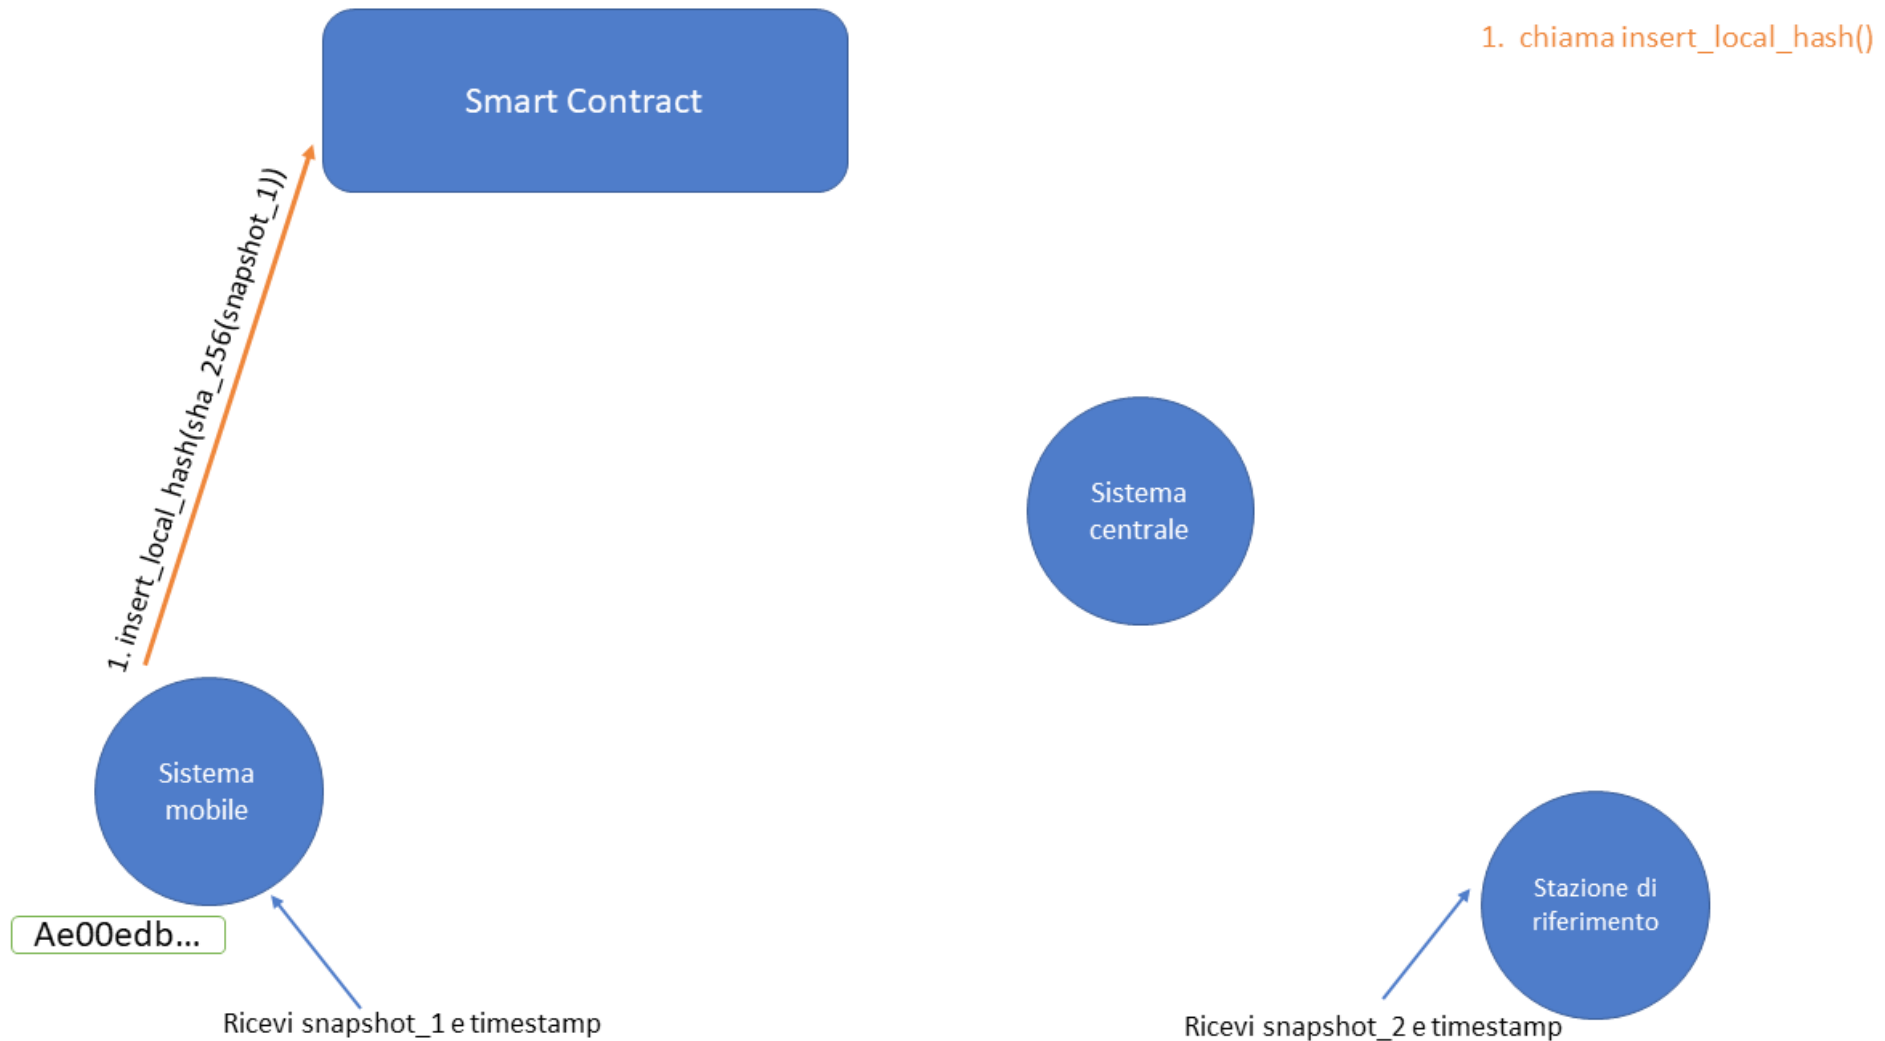 Smart Contract
1. chiama insert_local_hash()
1. insert_local_hash(sha_256(snapshot_1))
Sistema
centrale
Sistema
mobile
Stazione di
riferimento
Ae00edb...
Ricevi snapshot_1 e timestamp
Ricevi snapshot_2 e timestamp